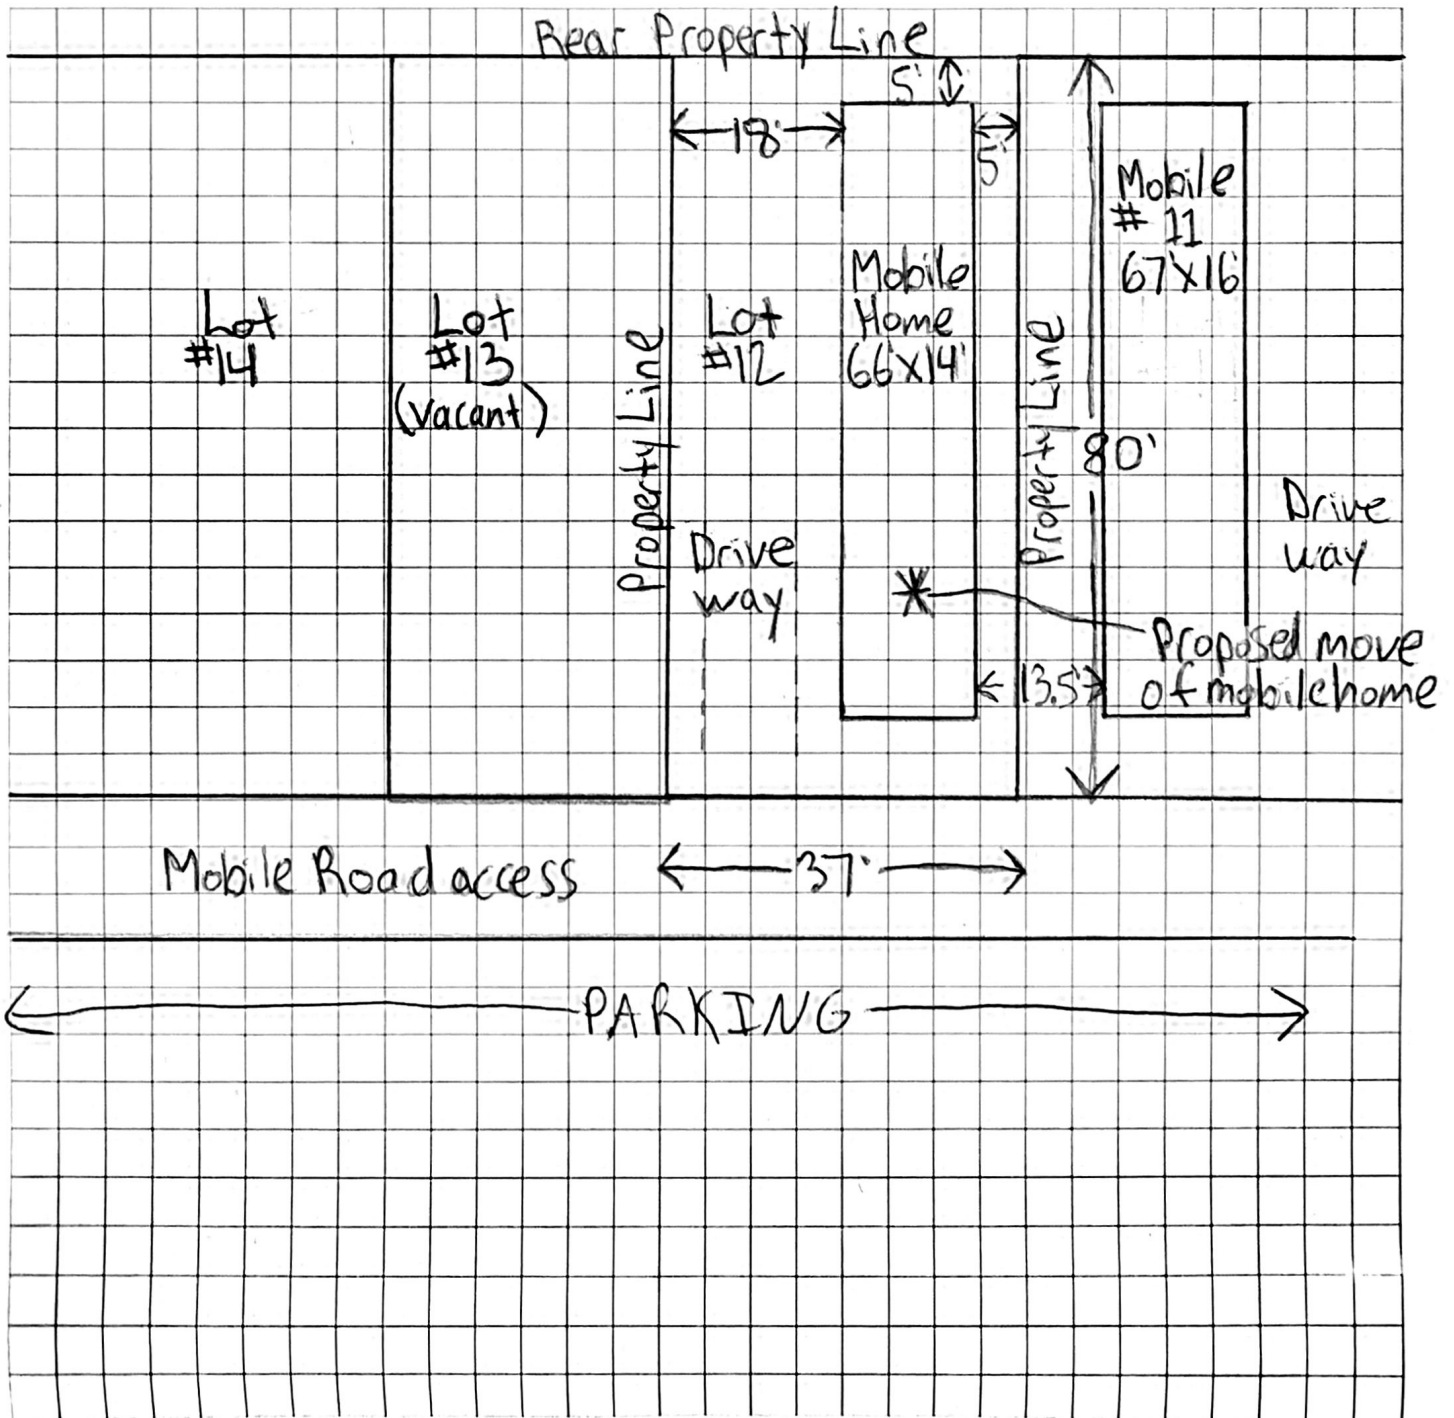 Rear Property Line
5'
18'
5'
Mobile
# 11
67'x16'
Mobile
Home
66'x14'
Lot
#14
Lot
#13
(vacant)
Property Line
Lot
#12
Property Line
80'
Drive
way
Drive
way
Proposed move
of mobilehome
13.5'
Mobile Road access
37'
PARKING